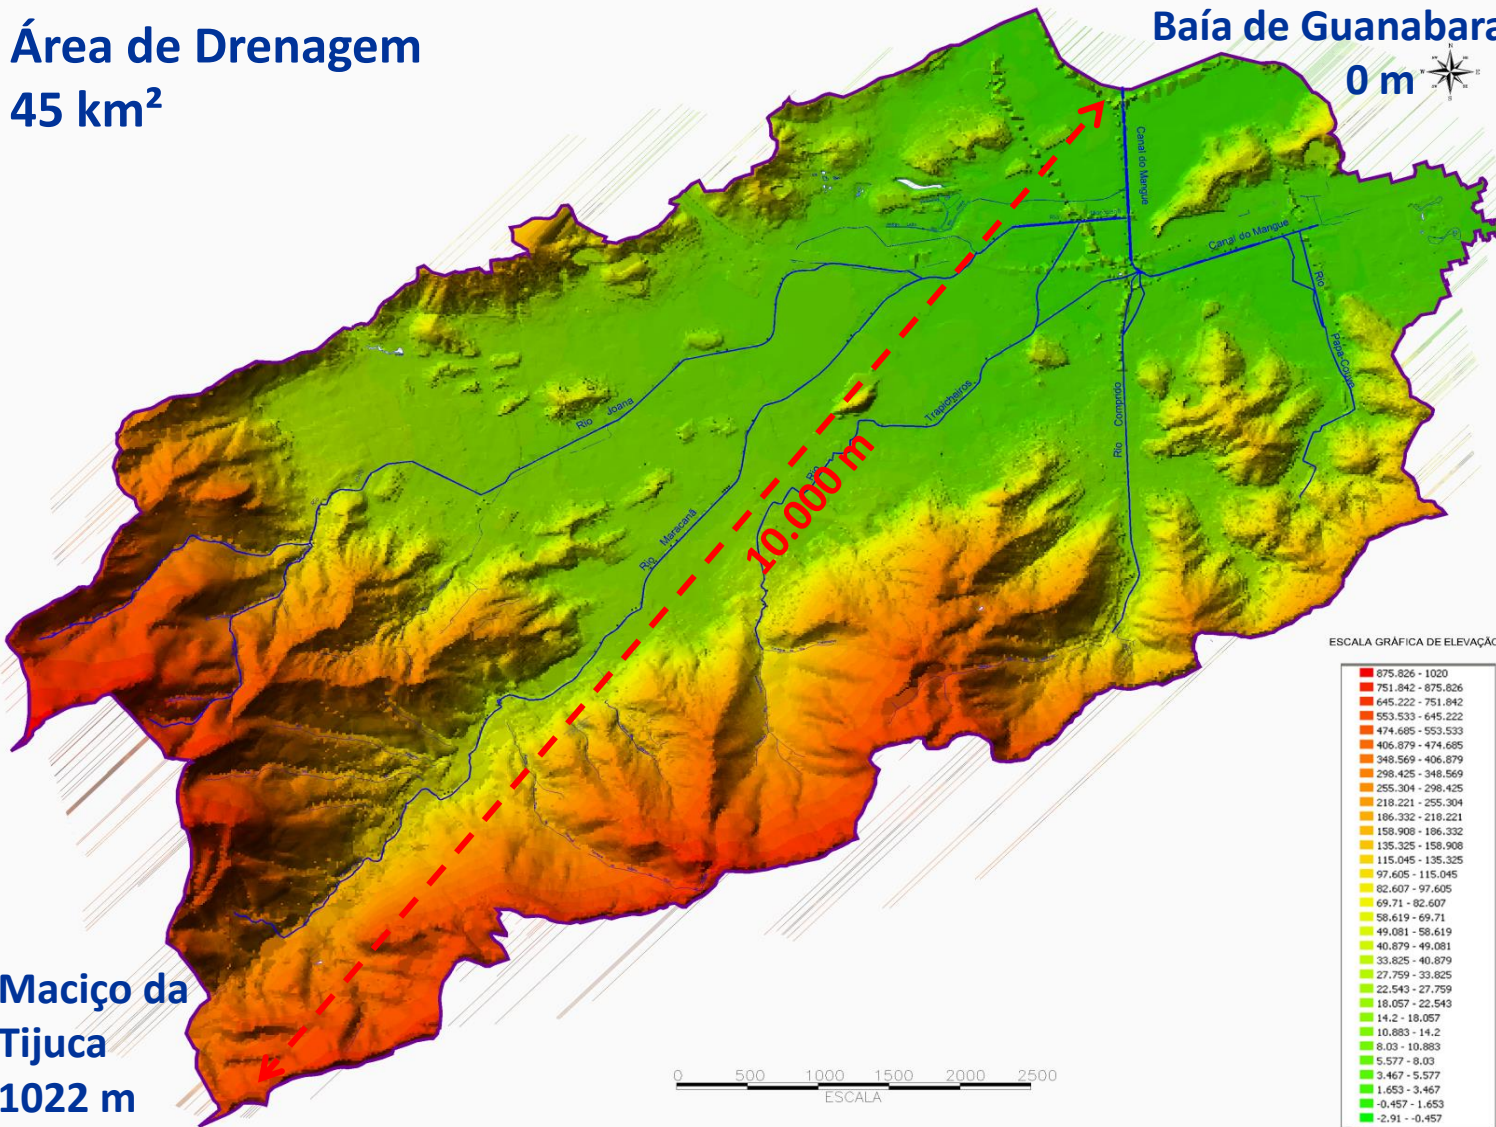 Área de Drenagem
45 km²
Baía de Guanabara
0 m
N
Canal do Mangue
Canal do Mangue
Rio
Papa-Couve
Rio Joana
Trapicheiros
Rio
Rio Comprido
Rio Maracanã
10.000 m
Maciço da
Tijuca
1022 m
0 500 1000 1500 2000 2500
ESCALA
ESCALA GRÁFICA DE ELEVAÇÃO
875.826 - 1020
751.842 - 875.826
645.222 - 751.842
553.533 - 645.222
474.685 - 553.533
406.879 - 474.685
348.569 - 406.879
298.425 - 348.569
255.304 - 298.425
218.221 - 255.304
186.332 - 218.221
158.908 - 186.332
135.325 - 158.908
115.045 - 135.325
97.605 - 115.045
82.607 - 97.605
69.71 - 82.607
58.619 - 69.71
49.081 - 58.619
40.879 - 49.081
33.825 - 40.879
27.759 - 33.825
22.543 - 27.759
18.057 - 22.543
14.2 - 18.057
10.883 - 14.2
8.03 - 10.883
5.577 - 8.03
3.467 - 5.577
1.653 - 3.467
-0.457 - 1.653
-2.91 - -0.457